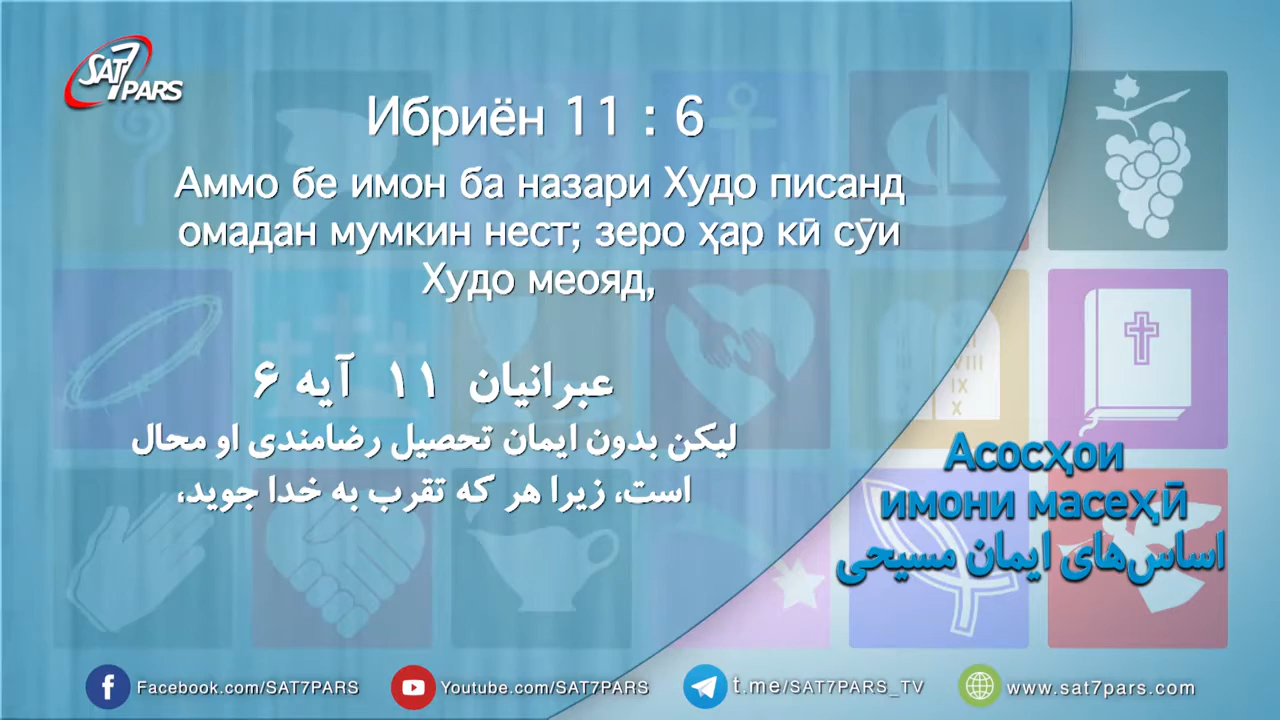 SAT7PARS
Ибриён 11 : 6
Аммо бе имон ба назари Худо писанд
омадан мумкин нест; зеро ҳар кӣ сӯи
Худо меояд,
عبرانیان ۱۱ آیه ۶
لیکن بدون ایمان تحصیل رضامندی او محال
است، زیرا هر که تقرب به خدا جوید،
VIII
IX
X
Асосҳои
имони масеҳӣ
اساس‌های ایمان مسیحی
Facebook.com/SAT7PARS
Youtube.com/SAT7PARS
t.me/SAT7PARS_TV
www.sat7pars.com